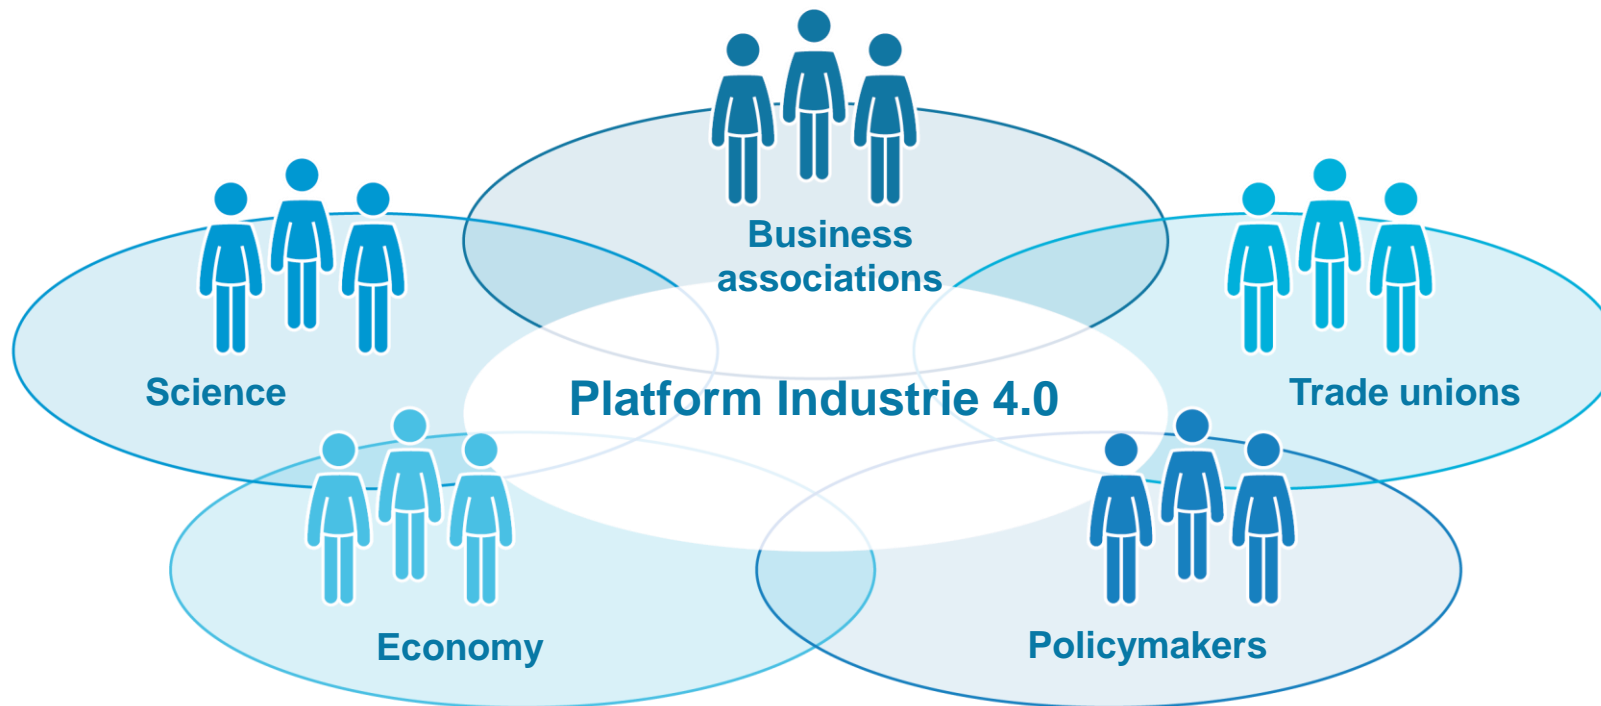 Business
associations
Science
Platform Industrie 4.0
Trade unions
Economy
Policymakers